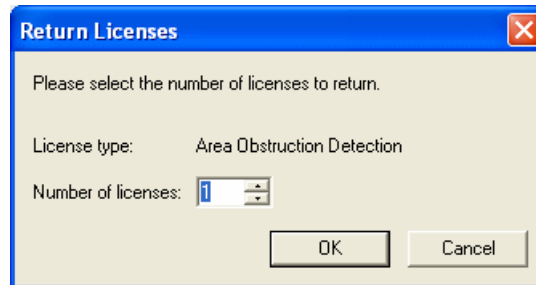 Return Licenses
Please select the number of licenses to return.
License type: Area Obstruction Detection
Number of licenses: 1
OK Cancel